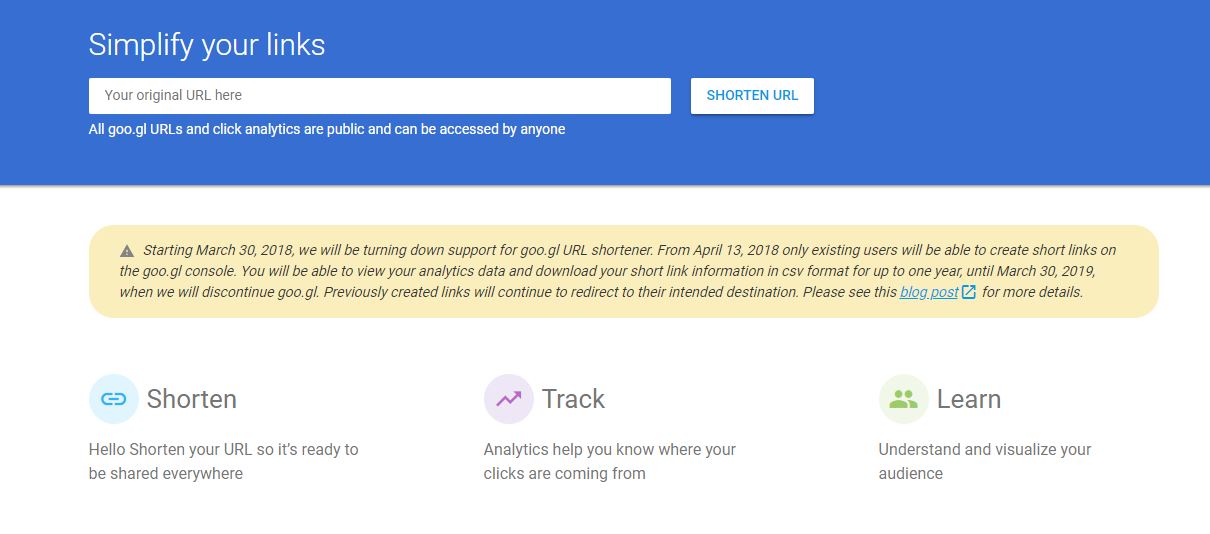 Simplify your links
Your original URL here
SHORTEN URL
All goo.gl URLs and click analytics are public and can be accessed by anyone
Starting March 30, 2018, we will be turning down support for goo.gl URL shortener. From April 13, 2018 only existing users will be able to create short links on
the goo.gl console. You will be able to view your analytics data and download your short link information in csv format for up to one year, until March 30, 2019,
when we will discontinue goo.gl. Previously created links will continue to redirect to their intended destination. Please see this blog post for more details.
Shorten
Hello Shorten your URL so it's ready to
be shared everywhere
Track
Analytics help you know where your
clicks are coming from
Learn
Understand and visualize your
audience